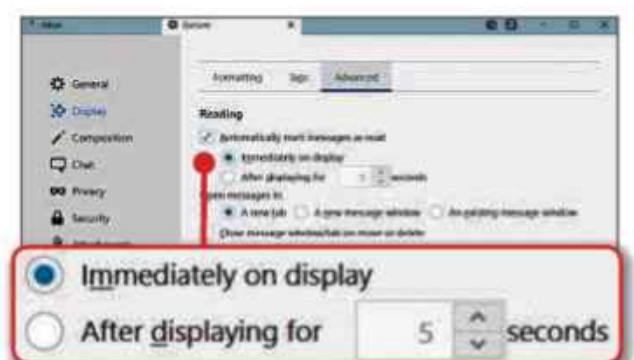 General
Formatting Tags Advanced
Display
Reading
Composition
Automatically mark messages as read
Chat
Immediately on display
After displaying for 5 seconds
Privacy
Open messages in:
A new tab A new message window An existing message window
Security
Close message window/tab on move or delete
Immediately on display
After displaying for 5 seconds